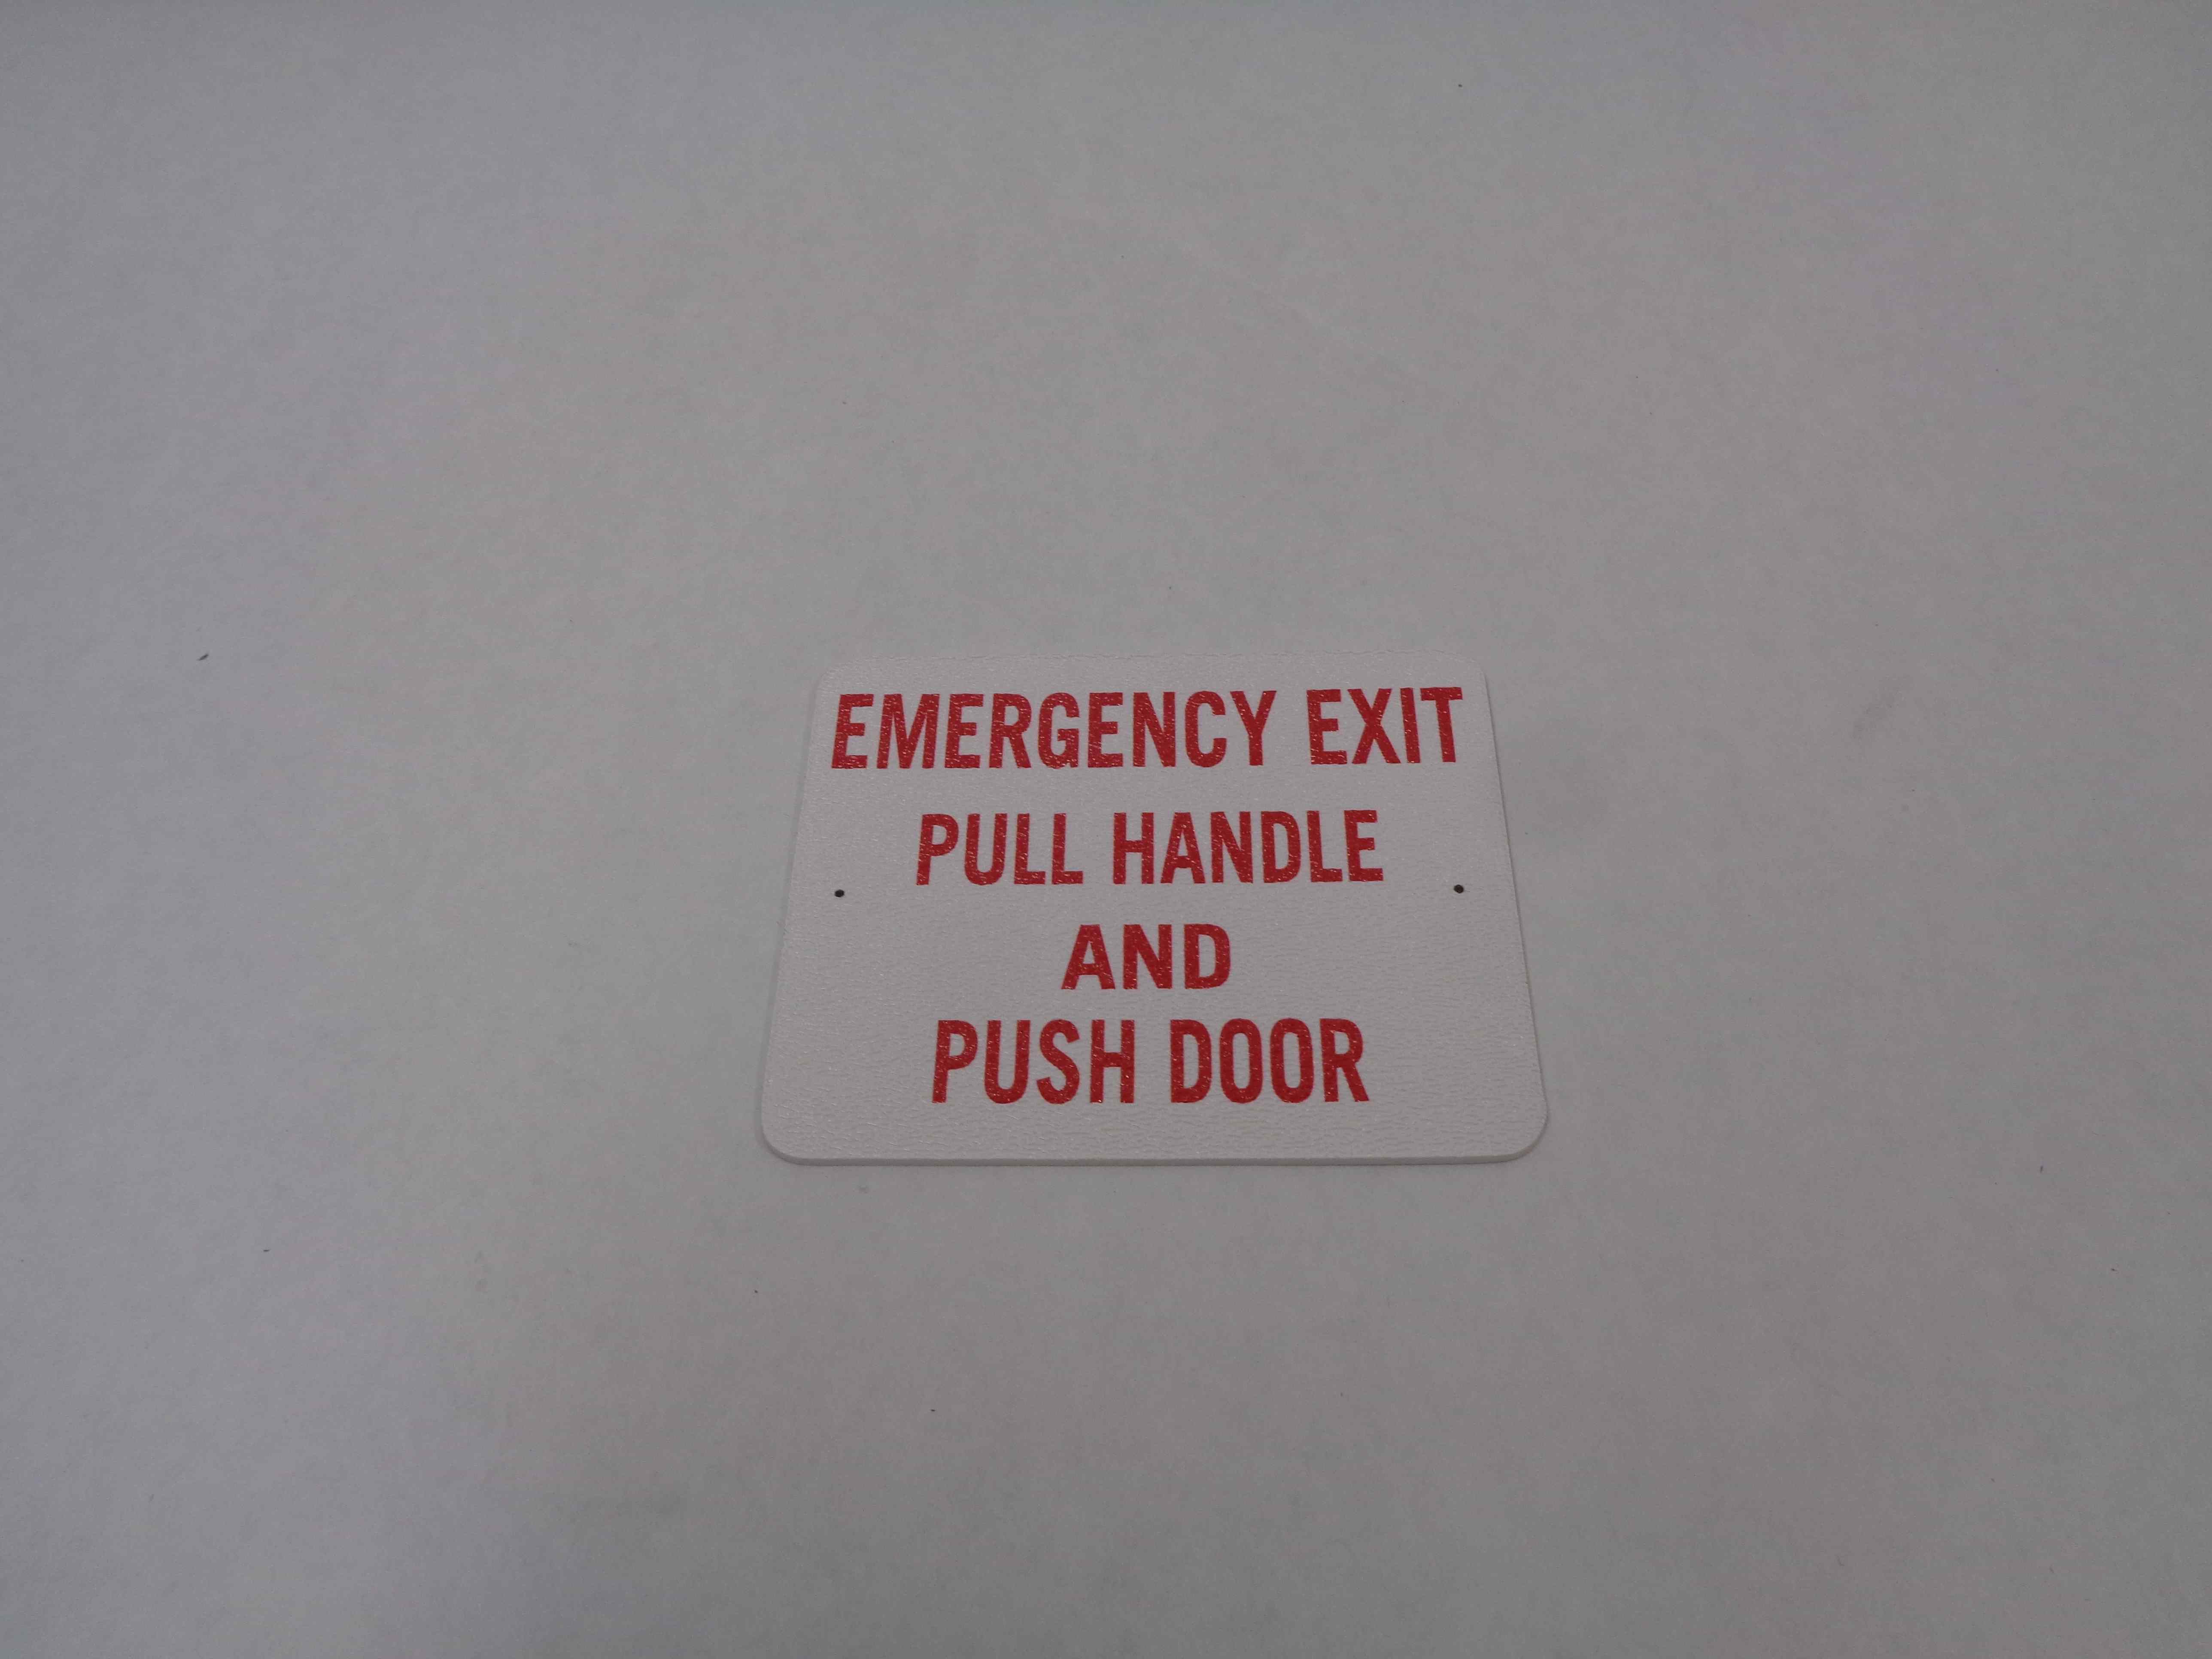 EMERGENCY EXIT
PULL HANDLE
AND
PUSH DOOR